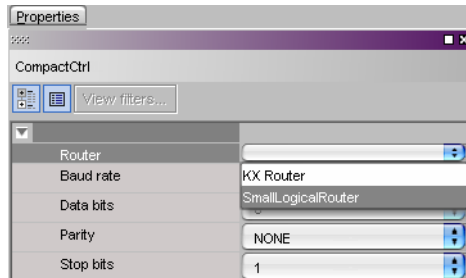 Properties
CompactCtrl
View filters...
Router
Baud rate
KX Router
Data bits
SmallLogicalRouter
Parity
NONE
Stop bits
1